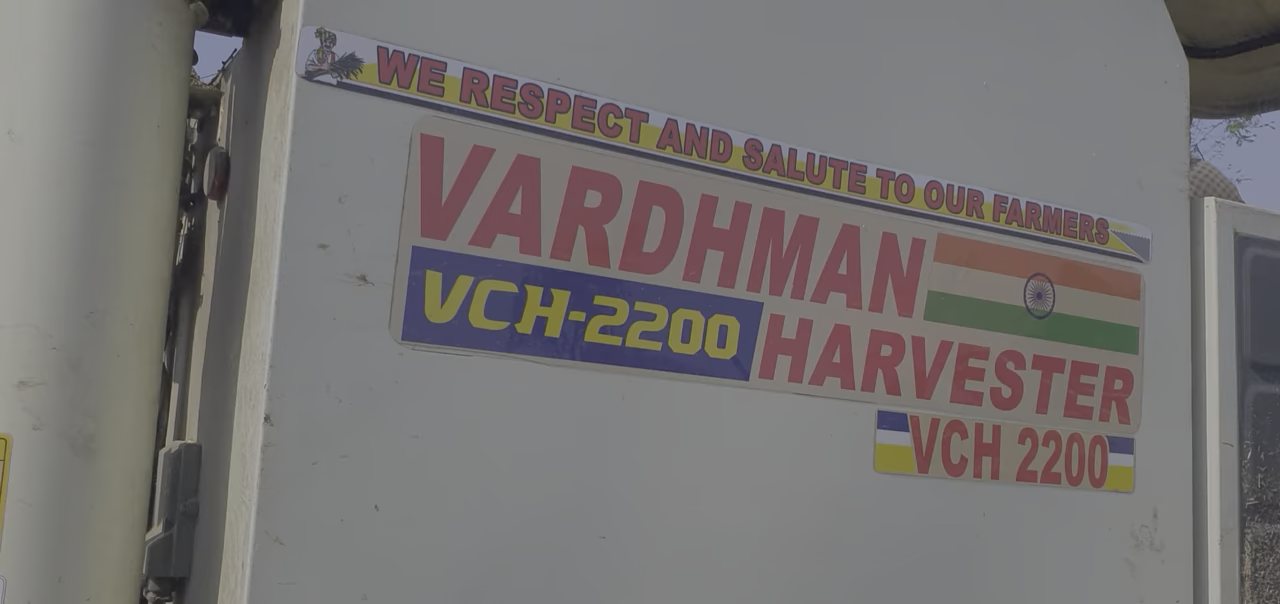 WE RESPECT AND SALUTE TO OUR FARMERS
VARDHMAN
VCH-2200
HARVESTER
VCH 2200